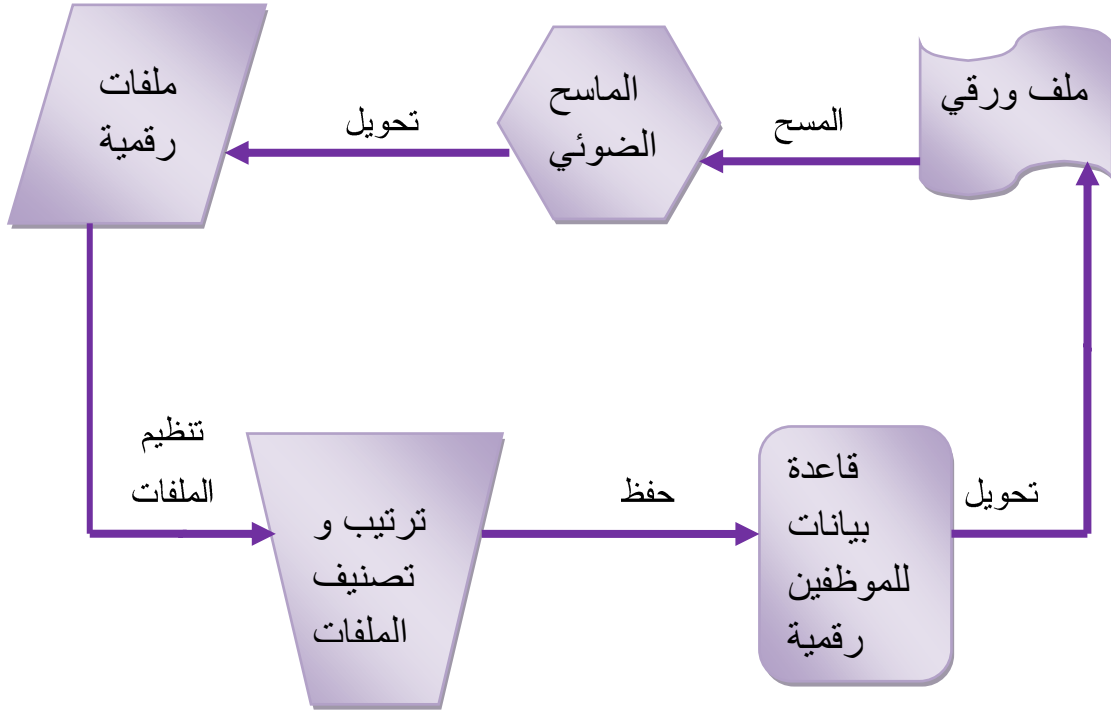 ملف ورقي
المسح
الماسح
الضوئي
تحويل
ملفات
رقمية
تنظيم
الملفات
ترتيب و
تصنيف
الملفات
حفظ
قاعدة
بيانات
للموظفين
رقمية
تحويل